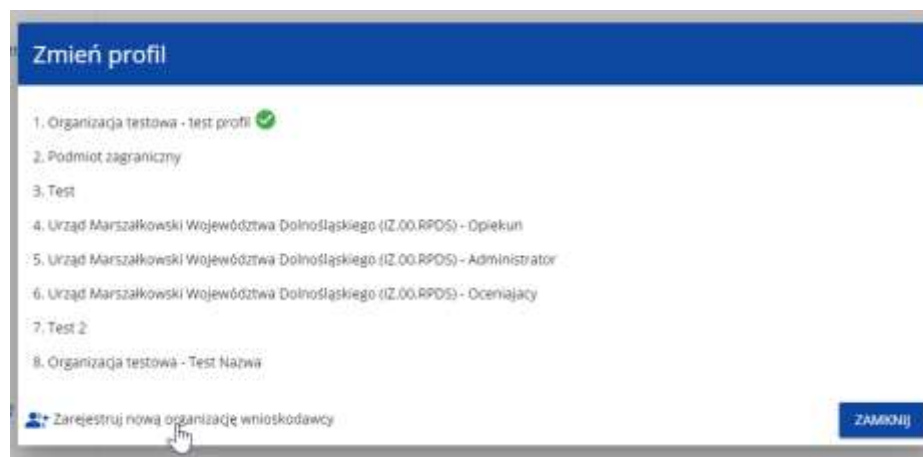 Zmień profil
1. Organizacja testowa - test profil
2. Podmiot zagraniczny
3. Test
4. Urząd Marszałkowski Województwa Dolnośląskiego (IZ.00.RPDS) - Opiekun
5. Urząd Marszałkowski Województwa Dolnośląskiego (IZ.00.RPDS) - Administrator
6. Urząd Marszałkowski Województwa Dolnośląskiego (IZ.00.RPDS) - Oceniajacy
7. Test 2
8. Organizacja testowa - Test Nazwa
Zarejestruj nową organizację wnioskodawcy
ZAMKNIJ